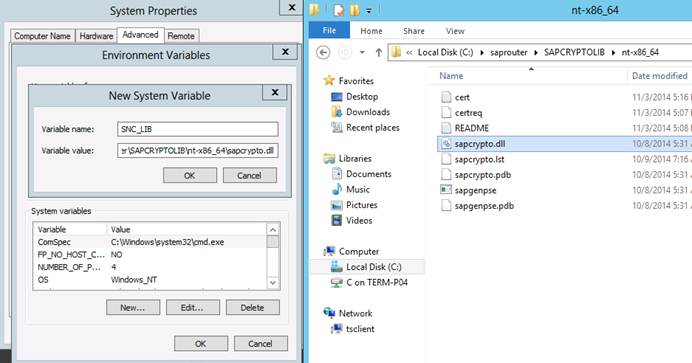 System Properties
Computer Name Hardware Advanced Remote
Environment Variables
X
New System Variable
X
Variable name: SNC_LIB
Variable value: er\SAPCRYPTOLIB\nt-x86_64\sapcrypto.dll
OK Cancel
System variables
Variable Value
ComSpec C:\Windows\system32\cmd.exe
FP_NO_HOST_C... NO
NUMBER_OF_P... 4
OS Windows_NT
New... Edit... Delete
OK Cancel
nt-x86_64
File Home Share View
Local Disk (C:) saprouter SAPCRYPTOLIB nt-x86_64
Favorites
Desktop
Downloads
Recent places
Libraries
Documents
Music
Pictures
Videos
Computer
Local Disk (C:)
C on TERM-P04
Network
tsclient
Name Date modified
cert 11/3/2014 5:16
certreq 11/3/2014 5:11
README 11/3/2014 5:08
sapcrypto.dll 10/8/2014 5:31
sapcrypto.lst 10/9/2014 7:16
sapcrypto.pdb 10/8/2014 5:31
sapgenpse 10/8/2014 5:31
sapgenpse.pdb 10/8/2014 5:31